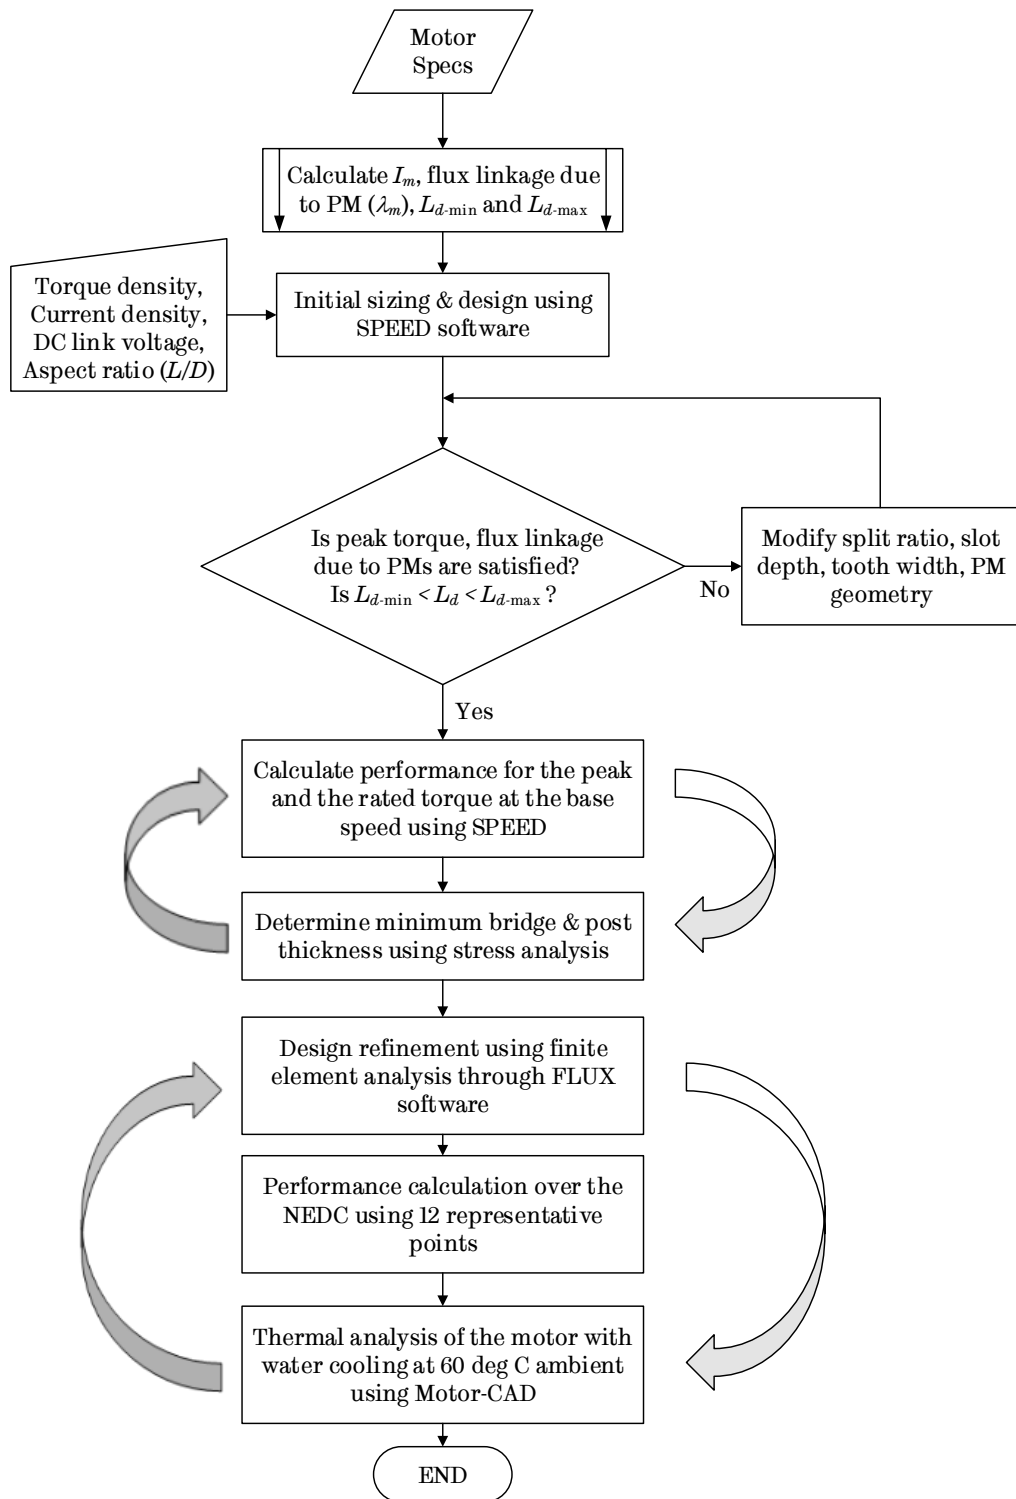 Motor
Specs
Calculate Im, flux linkage due
to PM (λm), Ld-min and Ld-max
Torque density,
Current density,
DC link voltage,
Aspect ratio (L/D)
Initial sizing & design using
SPEED software
Is peak torque, flux linkage
due to PMs are satisfied?
Is Ld-min < Ld < Ld-max ?
No
Modify split ratio, slot
depth, tooth width, PM
geometry
Yes
Calculate performance for the peak
and the rated torque at the base
speed using SPEED
Determine minimum bridge & post
thickness using stress analysis
Design refinement using finite
element analysis through FLUX
software
Performance calculation over the
NEDC using 12 representative
points
Thermal analysis of the motor with
water cooling at 60 deg C ambient
using Motor-CAD
END